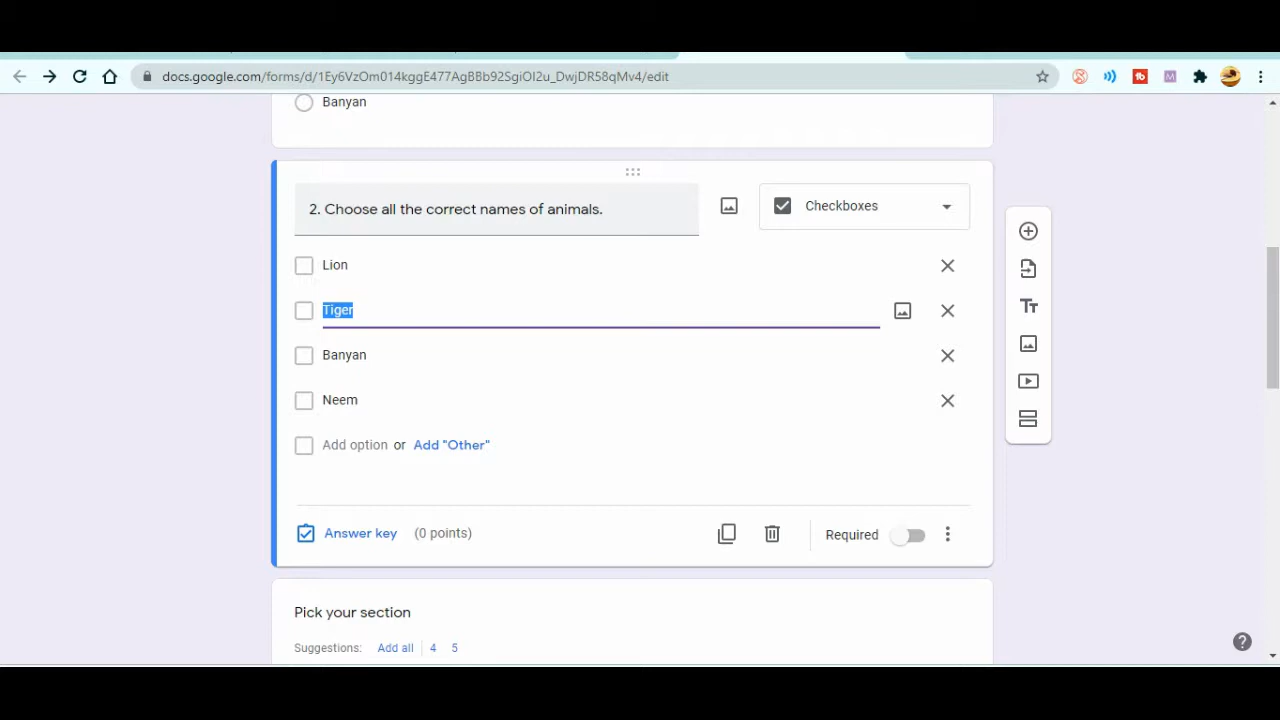 docs.google.com/forms/d/1Ey6VzOm014kggE477AgBBb92SgiOI2u_DwjDR58qMv4/edit
Banyan
2. Choose all the correct names of animals.
Checkboxes
Lion
Tiger
Banyan
Neem
Add option or Add "Other"
Answer key (0 points)
Required
Pick your section
Suggestions: Add all 4 5